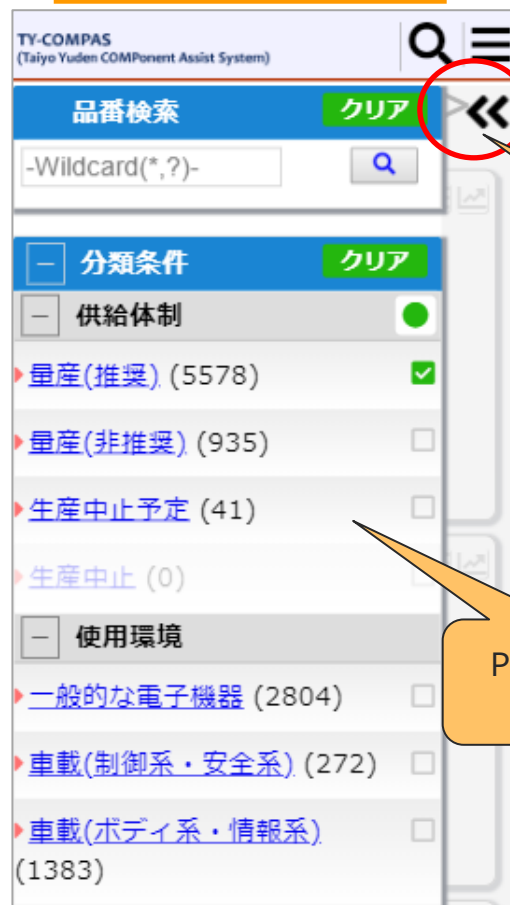 TY-COMPAS
(Taiyo Yuden COMPonent Assist System)
品番検索 クリア
-Wildcard(*,?)-
分類条件 クリア
供給体制
量産(推奨) (5578)
量産(非推奨) (935)
生産中止予定 (41)
生産中止 (0)
使用環境
一般的な電子機器 (2804)
車載(制御系・安全系) (272)
車載(ボディ系・情報系)
(1383)
P